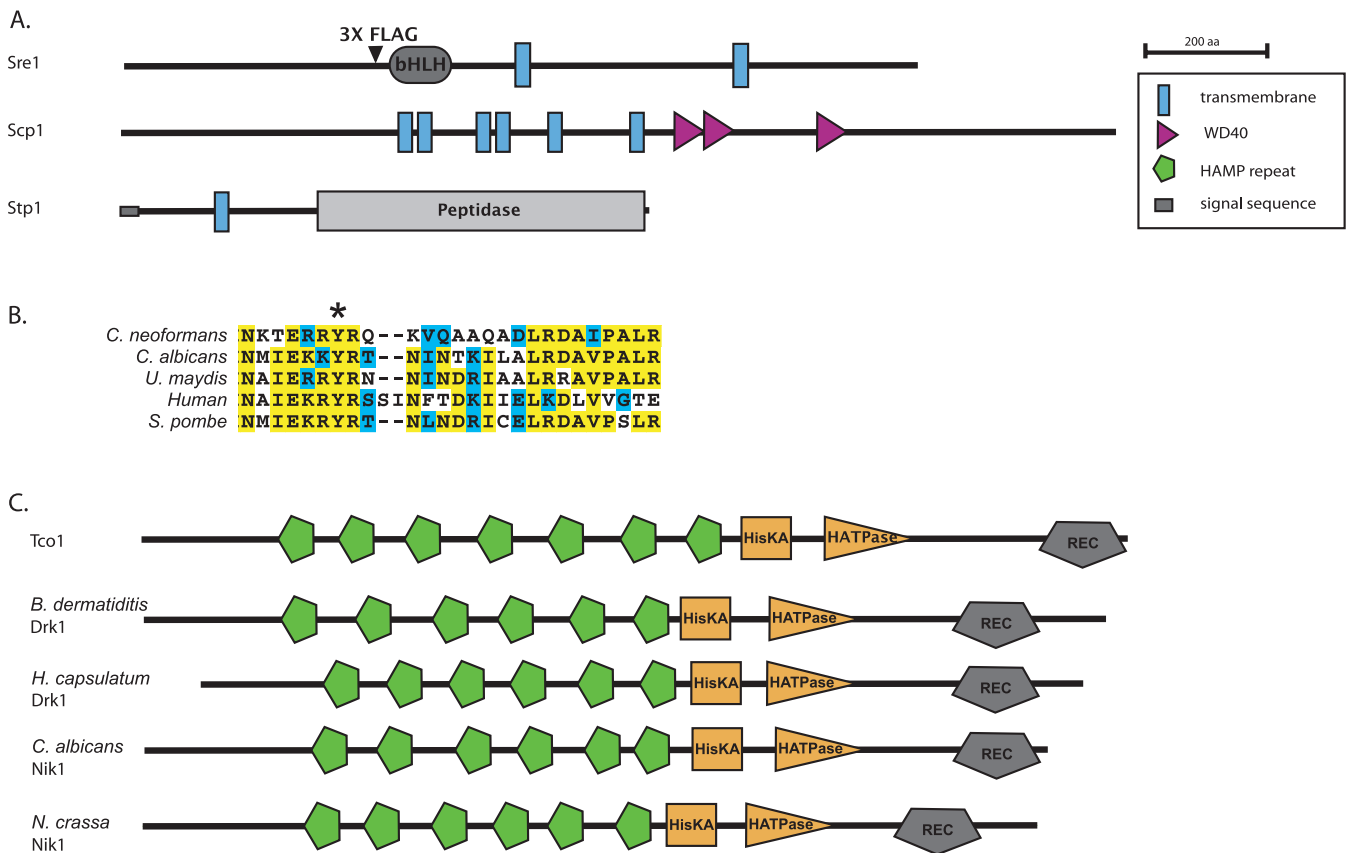 A.
3X FLAG
Sre1
bHLH
200 aa
transmembrane
WD40
HAMP repeat
signal sequence
Scp1
Stp1
Peptidase
B.
*
C. neoformans NKTERRYRQ--KVQAAQADLRDAIPALR
C. albicans NMIEKKYRT--NINTKILALRDAVPALR
U. maydis NAIERRYRN--NINDRIAALRRAVPALR
Human NAIEKRYRSSINFTDKIIELKDLVVGTE
S. pombe NMIEKRYRT--NLNDRICELRDAVPSLR
C.
Tco1
HisKA HATPase REC
B. dermatiditis
Drk1
HisKA HATPase REC
H. capsulatum
Drk1
HisKA HATPase REC
C. albicans
Nik1
HisKA HATPase REC
N. crassa
Nik1
HisKA HATPase REC